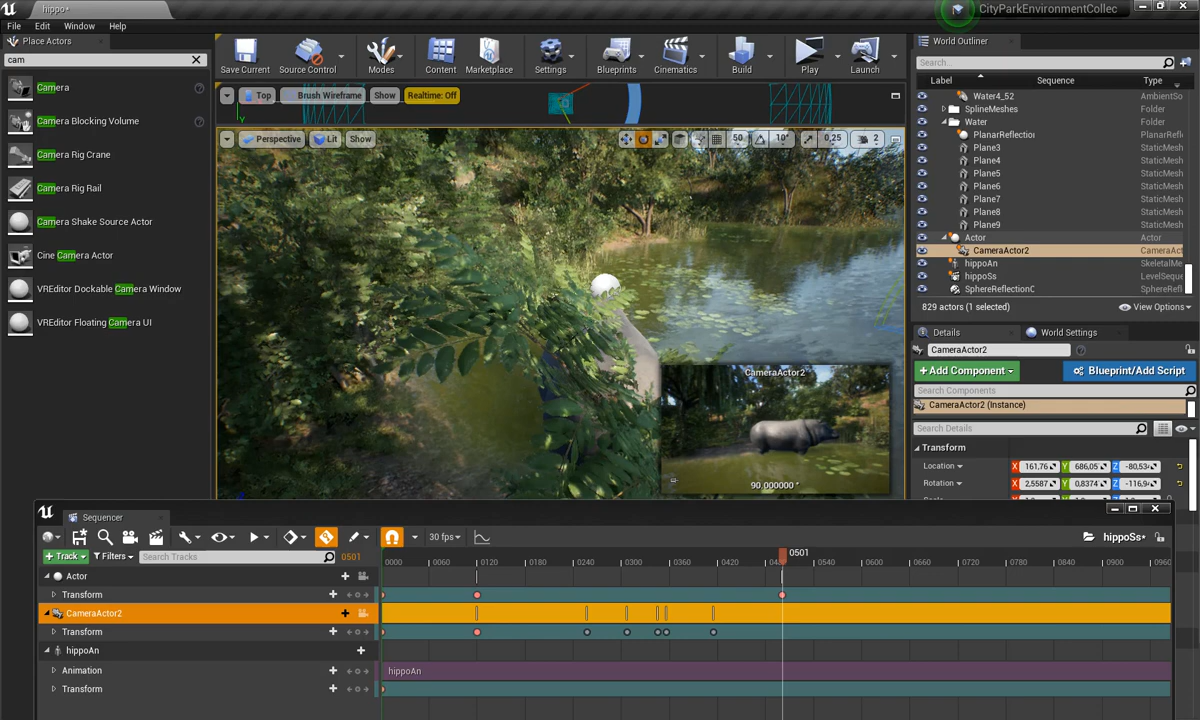 hippo*
CityParkEnvironmentCollec
File Edit Window Help
Place Actors
cam
Camera
Camera Blocking Volume
Camera Rig Crane
Camera Rig Rail
Camera Shake Source Actor
Cine Camera Actor
VREditor Dockable Camera Window
VREditor Floating Camera UI
Save Current Source Control Modes Content Marketplace Settings Blueprints Cinematics Build Play Launch
Top Brush Wireframe Show Realtime: Off
Perspective Lit Show 50 10° 0,25 2
CameraActor2
90.000000 °
World Outliner
Search...
Label Sequence Type
Water4_52 AmbientSo
SplineMeshes Folder
Water Folder
PlanarReflection PlanarRefl
Plane3 StaticMesh
Plane4 StaticMesh
Plane5 StaticMesh
Plane6 StaticMesh
Plane7 StaticMesh
Plane8 StaticMesh
Plane9 StaticMesh
Actor Actor
CameraActor2 CameraAct
hippoAn SkeletalMe
hippoSs LevelSeque
SphereReflectionC SphereRefl
829 actors (1 selected) View Options
Details World Settings
CameraActor2
+Add Component Blueprint/Add Script
Search Components
CameraActor2 (Instance)
Search Details
Transform
Location X 161,76 Y 686,05 Z -80,53
Rotation X 2,5587 Y 0,8374 Z -116,9
Sequencer
30 fps hippoSs*
+ Track Filters Search Tracks 0501
0501
0000 0060 0120 0180 0240 0300 0360 0420 0540 0600 0660 0720 0780 0840 0900 0960
Actor
Transform
CameraActor2
Transform
hippoAn
Animation hippoAn
Transform